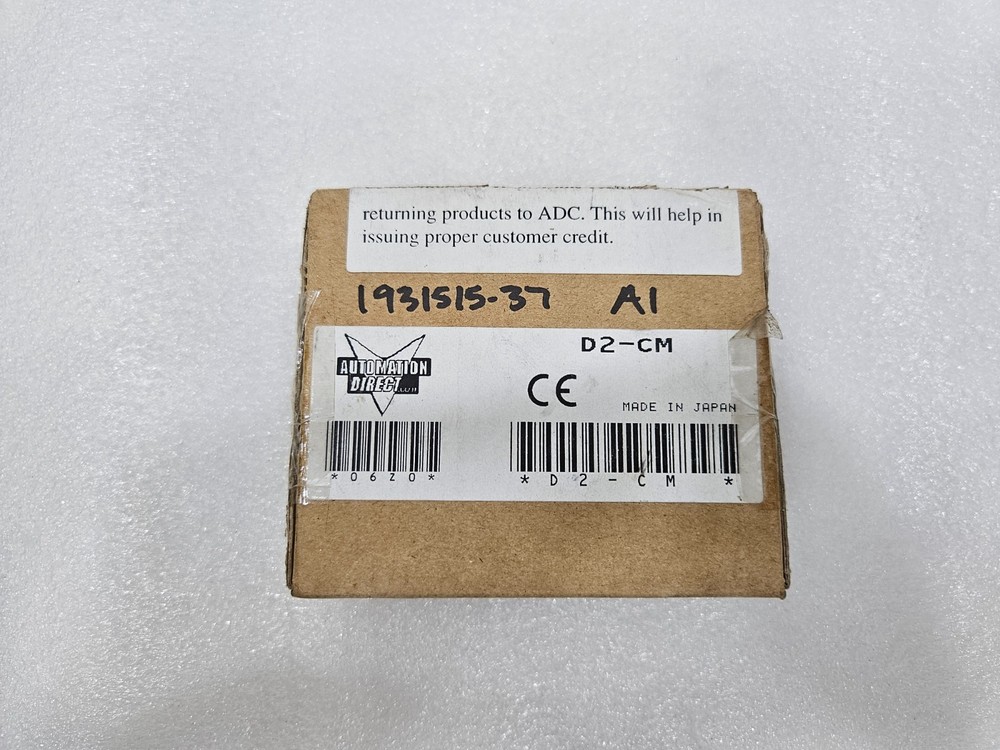 returning products to ADC. This will help in
issuing proper customer credit.
1931515-37 A1
D2-CM
AUTOMATION
DIRECT.COM
CE
MADE IN JAPAN
*0620*
*D2-CM *